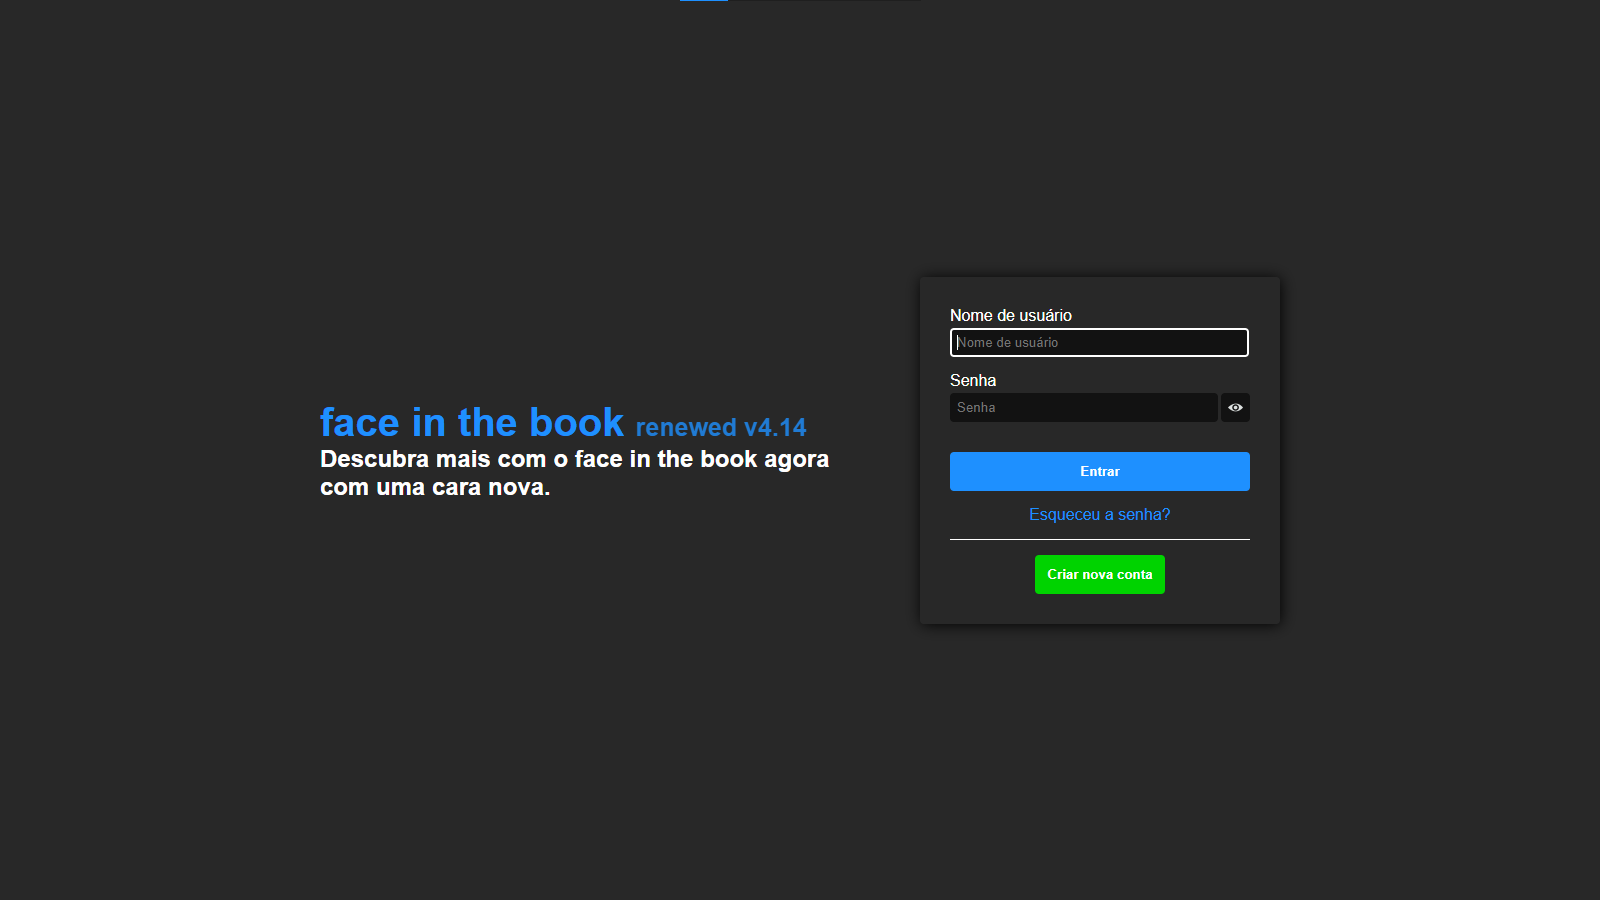 face in the book renewed v4.14
Descubra mais com o face in the book agora
com uma cara nova.
Nome de usuário
Nome de usuário
Senha
Senha
Entrar
Esqueceu a senha?
Criar nova conta